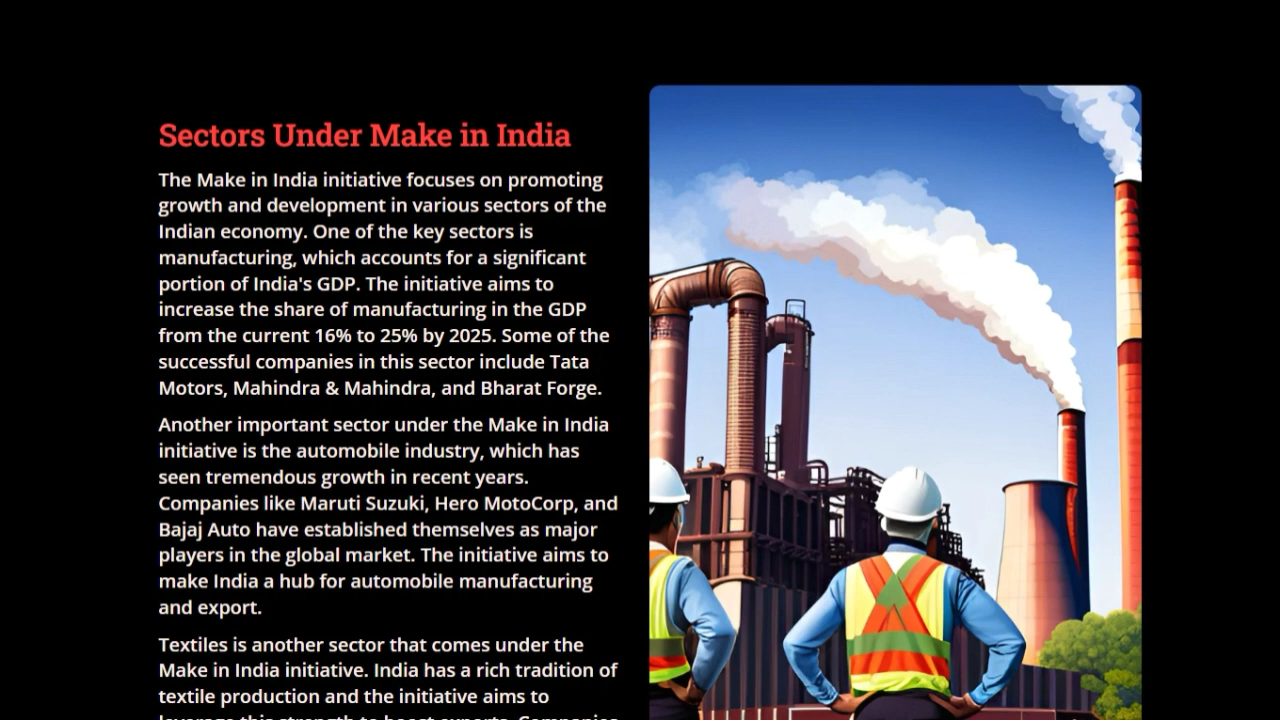 Sectors Under Make in India
The Make in India initiative focuses on promoting
growth and development in various sectors of the
Indian economy. One of the key sectors is
manufacturing, which accounts for a significant
portion of India's GDP. The initiative aims to
increase the share of manufacturing in the GDP
from the current 16% to 25% by 2025. Some of the
successful companies in this sector include Tata
Motors, Mahindra & Mahindra, and Bharat Forge.
Another important sector under the Make in India
initiative is the automobile industry, which has
seen tremendous growth in recent years.
Companies like Maruti Suzuki, Hero MotoCorp, and
Bajaj Auto have established themselves as major
players in the global market. The initiative aims to
make India a hub for automobile manufacturing
and export.
Textiles is another sector that comes under the
Make in India initiative. India has a rich tradition of
textile production and the initiative aims to
leverage this strength to boost exports. Companies